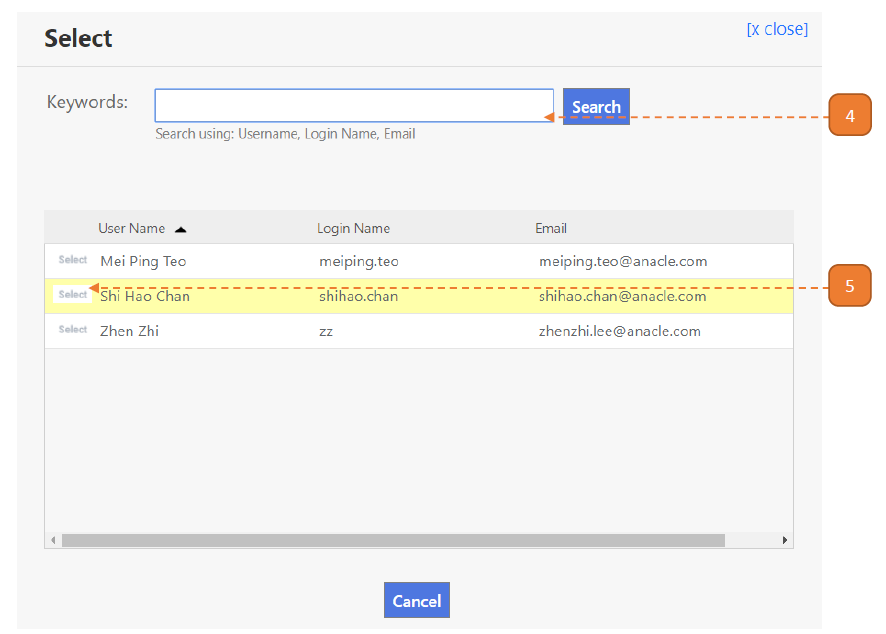 Select
[x close]
Keywords:
Search
4
Search using: Username, Login Name, Email
User Name Login Name Email
Select Mei Ping Teo meiping.teo meiping.teo@anacle.com
Select Shi Hao Chan shihao.chan shihao.chan@anacle.com
5
Select Zhen Zhi zz zhenzhi.lee@anacle.com
Cancel